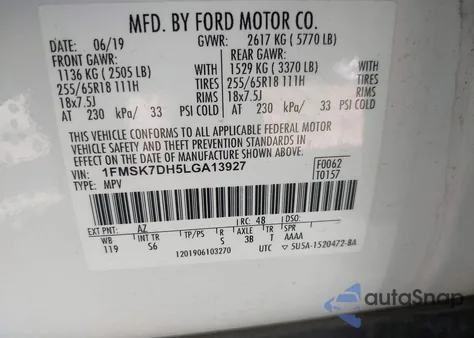 MFD. BY FORD MOTOR CO.
DATE: 06/19 GVWR: 2617 KG ( 5770 LB)
FRONT GAWR: REAR GAWR:
1136 KG ( 2505 LB) WITH 1529 KG ( 3370 LB) WITH
255/65R18 111H TIRES 255/65R18 111H TIRES
18x7.5J RIMS 18x7.5J RIMS
AT 230 kPa/ 33 PSI COLD AT 230 kPa/ 33 PSI COLD
THIS VEHICLE CONFORMS TO ALL APPLICABLE FEDERAL MOTOR
VEHICLE SAFETY AND THEFT PREVENTION STANDARDS IN EFFECT
ON THE DATE OF MANUFACTURE SHOWN ABOVE.
VIN: 1FMSK7DH5LGA13927 F0062
TYPE: MPV T0157
EXT PNT: AZ RC: 48 DSO:
WB INT TR TP/PS R AXLE T SPR
119 S6 S 3B T AAAA
1201906103270 UTC 5U5A-1520472-BA
autoSnap